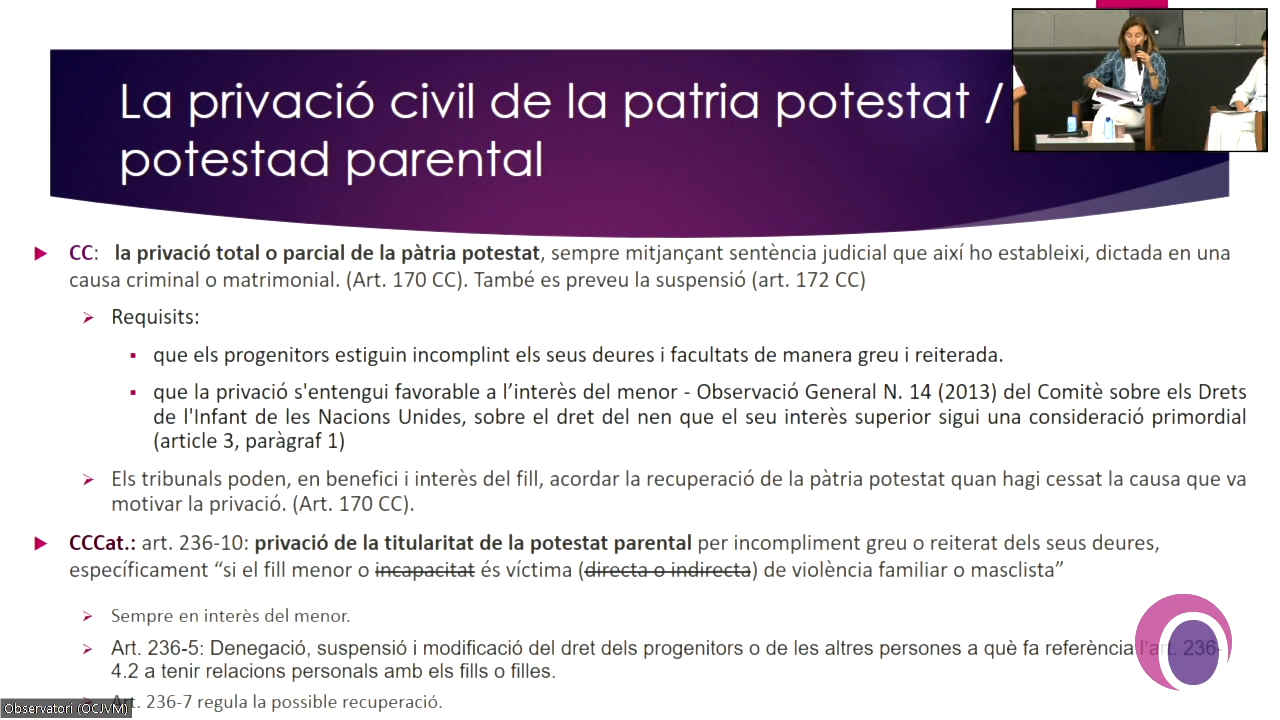 La privació civil de la patria potestat /
potestad parental
CC: la privació total o parcial de la pàtria potestat, sempre mitjançant sentència judicial que així ho estableixi, dictada en una
causa criminal o matrimonial. (Art. 170 CC). També es preveu la suspensió (art. 172 CC)
Requisits:
que els progenitors estiguin incomplint els seus deures i facultats de manera greu i reiterada.
que la privació s'entengui favorable a l’interès del menor - Observació General N. 14 (2013) del Comitè sobre els Drets
de l'Infant de les Nacions Unides, sobre el dret del nen que el seu interès superior sigui una consideració primordial
(article 3, paràgraf 1)
Els tribunals poden, en benefici i interès del fill, acordar la recuperació de la pàtria potestat quan hagi cessat la causa que va
motivar la privació. (Art. 170 CC).
CCCat.: art. 236-10: privació de la titularitat de la potestat parental per incompliment greu o reiterat dels seus deures,
específicament “si el fill menor o incapacitat és víctima (directa o indirecta) de violència familiar o masclista”
Sempre en interès del menor.
Art. 236-5: Denegació, suspensió i modificació del dret dels progenitors o de les altres persones a què fa referència l'art. 236-
4.2 a tenir relacions personals amb els fills o filles.
Art. 236-7 regula la possible recuperació.
Observatori (OCJVM)